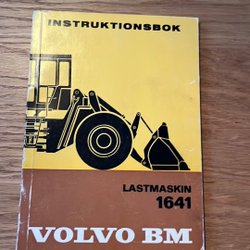 INSTRUKTIONSBOK
LASTMASKIN
1641
VOLVO BM